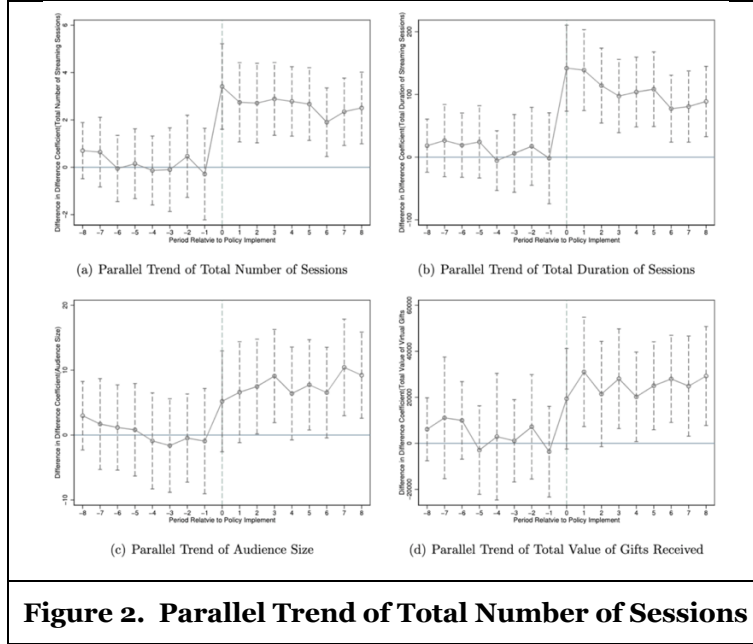 Difference in Difference Coefficient(Total Number of Streaming Sessions)
6
4
2
0
-2
-8 -7 -6 -5 -4 -3 -2 -1 0 1 2 3 4 5 6 7 8
Period Relatvie to Policy Implement
(a) Parallel Trend of Total Number of Sessions
Difference in Difference Coefficient(Total Duration of Streaming Sessions)
200
100
0
-100
-8 -7 -6 -5 -4 -3 -2 -1 0 1 2 3 4 5 6 7 8
Period Relatvie to Policy Implement
(b) Parallel Trend of Total Duration of Sessions
Difference in Difference Coefficient(Audience Size)
20
10
0
-10
-8 -7 -6 -5 -4 -3 -2 -1 0 1 2 3 4 5 6 7 8
Period Relatvie to Policy Implement
(c) Parallel Trend of Audience Size
Difference in Difference Coefficient(Total Value of Virtual Gifts)
60000
40000
20000
0
-20000
-8 -7 -6 -5 -4 -3 -2 -1 0 1 2 3 4 5 6 7 8
Period Relatvie to Policy Implement
(d) Parallel Trend of Total Value of Gifts Received
Figure 2. Parallel Trend of Total Number of Sessions